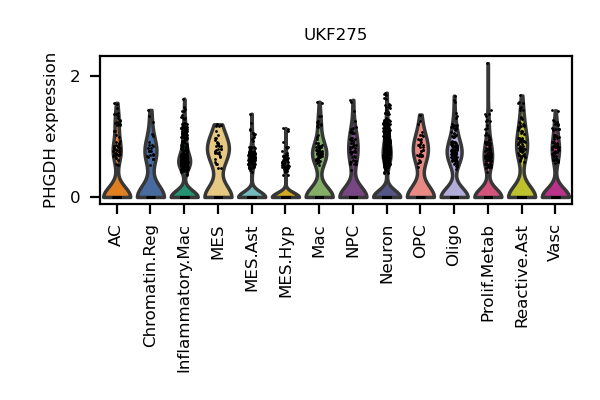 UKF275
PHGDH expression
2
0
AC
Chromatin.Reg
Inflammatory.Mac
MES
MES.Ast
MES.Hyp
Mac
NPC
Neuron
OPC
Oligo
Prolif.Metab
Reactive.Ast
Vasc